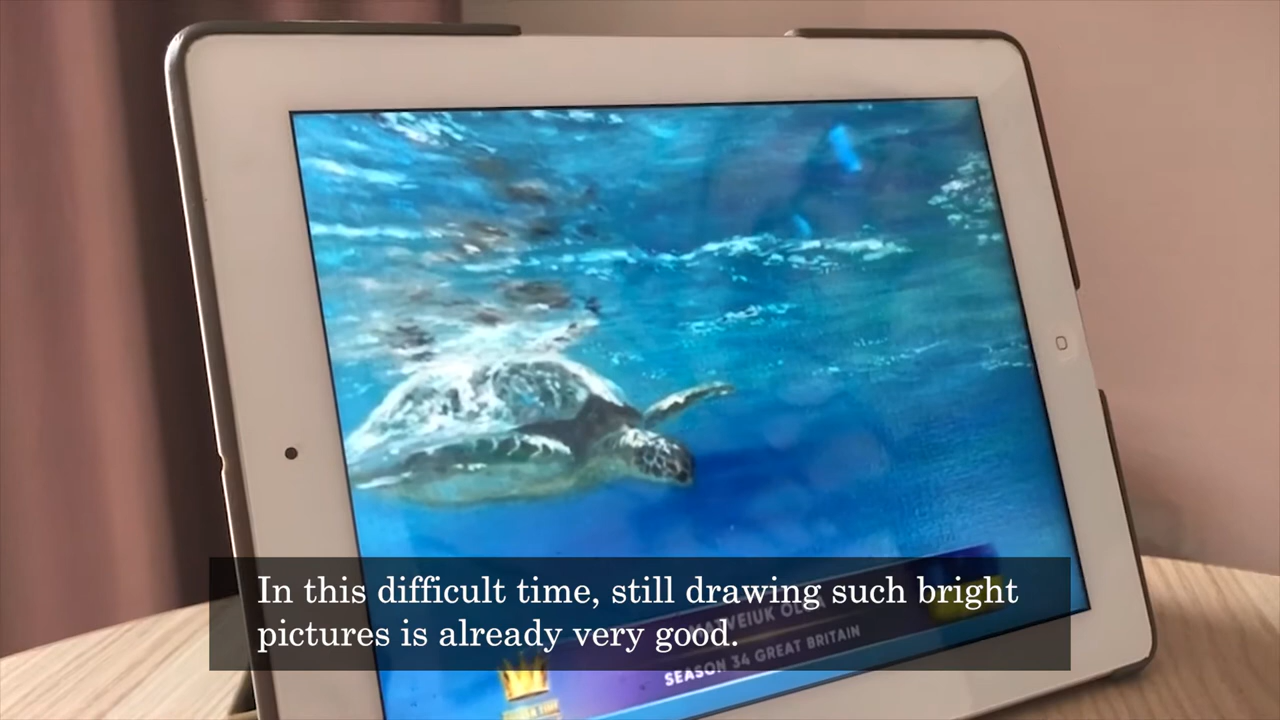 In this difficult time, still drawing such bright
pictures is already very good.
SEASON 34 GREAT BRITAIN